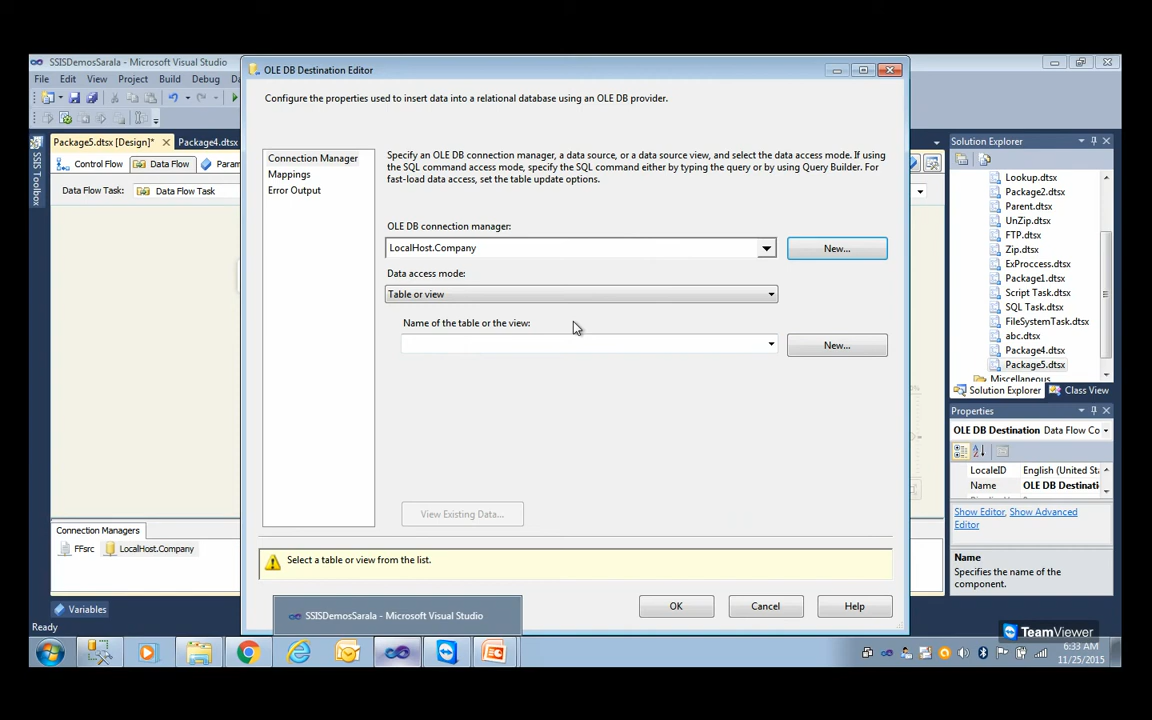 SSISDemosSarala - Microsoft Visual Studio
OLE DB Destination Editor
File Edit View Project Build Debug
Configure the properties used to insert data into a relational database using an OLE DB provider.
Package5.dtsx [Design]*
Package4.dtsx
Solution Explorer
Control Flow
Data Flow
Param
SSIS Toolbox
Data Flow Task:
Data Flow Task
Connection Manager
Mappings
Error Output
Specify an OLE DB connection manager, a data source, or a data source view, and select the data access mode. If using
the SQL command access mode, specify the SQL command either by typing the query or by using Query Builder. For
fast-load data access, set the table update options.
OLE DB connection manager:
LocalHost.Company
New...
Data access mode:
Table or view
Name of the table or the view:
New...
View Existing Data...
Select a table or view from the list.
OK
Cancel
Help
Lookup.dtsx
Package2.dtsx
Parent.dtsx
UnZip.dtsx
FTP.dtsx
Zip.dtsx
ExProccess.dtsx
Package1.dtsx
Script Task.dtsx
SQL Task.dtsx
FileSystemTask.dtsx
abc.dtsx
Package4.dtsx
Package5.dtsx
Miscellaneous
Solution Explorer
Class View
Properties
OLE DB Destination Data Flow Co
LocaleID English (United St
Name OLE DB Destinati
Show Editor, Show Advanced
Editor
Name
Specifies the name of the
component.
Connection Managers
FFsrc
LocalHost.Company
Variables
Ready
SSISDemosSarala - Microsoft Visual Studio
TeamViewer
6:33 AM
11/25/2015